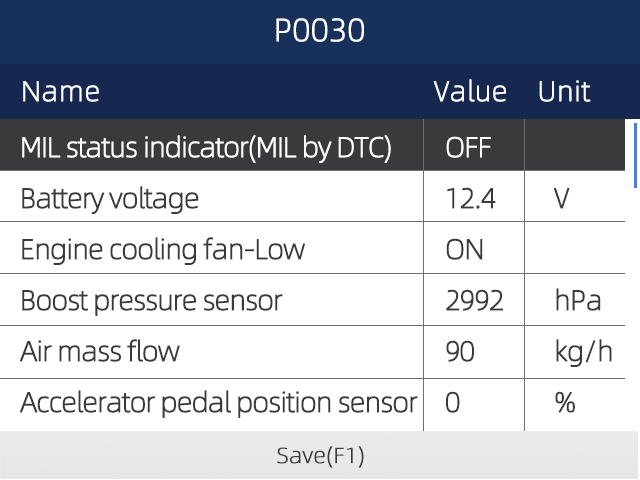 P0030
Name Value Unit
MIL status indicator(MIL by DTC) OFF
Battery voltage 12.4 V
Engine cooling fan-Low ON
Boost pressure sensor 2992 hPa
Air mass flow 90 kg/h
Accelerator pedal position sensor 0 %
Save(F1)